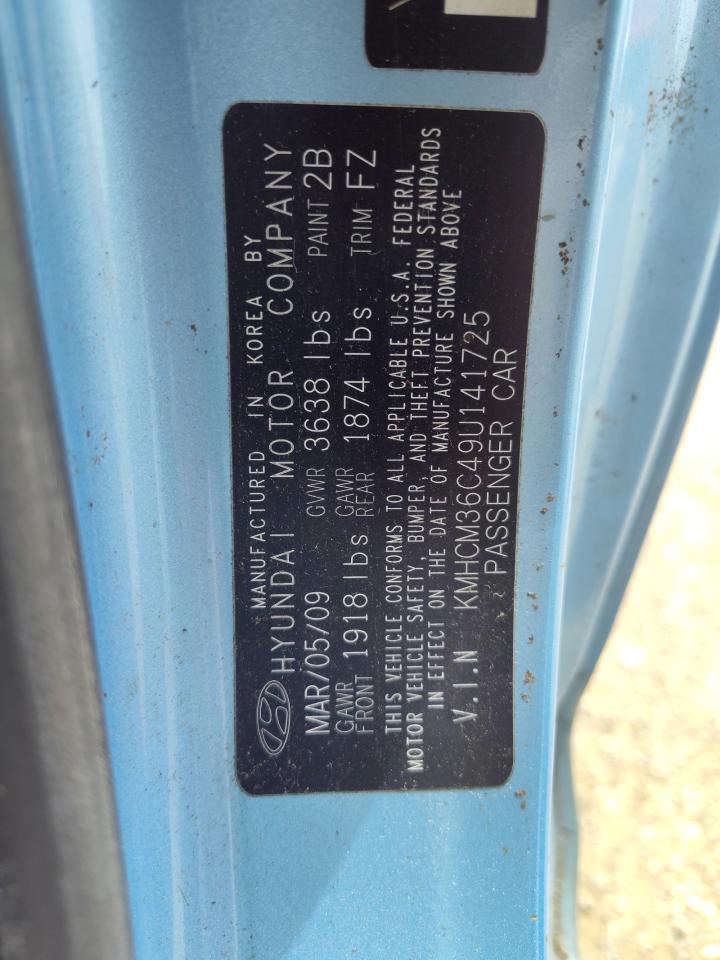 MANUFACTURED IN KOREA BY
HYUNDAI MOTOR COMPANY
MAR/05/09 GVWR 3638 lbs PAINT 2B
GAWR FRONT 1918 lbs GAWR REAR 1874 lbs TRIM FZ
THIS VEHICLE CONFORMS TO ALL APPLICABLE U.S.A. FEDERAL
MOTOR VEHICLE SAFETY, BUMPER, AND THEFT PREVENTION STANDARDS
IN EFFECT ON THE DATE OF MANUFACTURE SHOWN ABOVE
V.I.N KMHCM36C49U141725
PASSENGER CAR